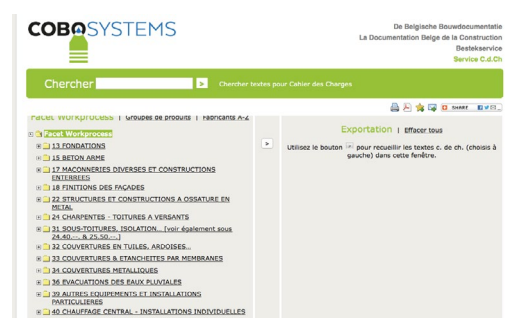 COBOSYSTEMS
De Belgische Bouwdocumentatie
La Documentation Belge de la Construction
Bestekservice
Service C.d.Ch
Chercher > Chercher textes pour Cahier des Charges
SHARE
Facet Workprocess | Groupes de produits | Fabricants A-Z
Facet Workprocess
13 FONDATIONS
15 BETON ARME
17 MACONNERIES DIVERSES ET CONSTRUCTIONS
ENTERREES
18 FINITIONS DES FAÇADES
22 STRUCTURES ET CONSTRUCTIONS A OSSATURE EN
METAL
24 CHARPENTES - TOITURES A VERSANTS
31 SOUS-TOITURES, ISOLATION... [voir également sous
24.40.--. & 25.50.--.]
32 COUVERTURES EN TUILES, ARDOISES...
33 COUVERTURES & ETANCHEITES PAR MEMBRANES
34 COUVERTURES METALLIQUES
36 EVACUATIONS DES EAUX PLUVIALES
39 AUTRES EQUIPEMENTS ET INSTALLATIONS
PARTICULIERES
40 CHAUFFAGE CENTRAL - INSTALLATIONS INDIVIDUELLES
>
Exportation | Effacer tous
Utilisez le bouton pour recueillir les textes c. de ch. (choisis à
gauche) dans cette fenêtre.